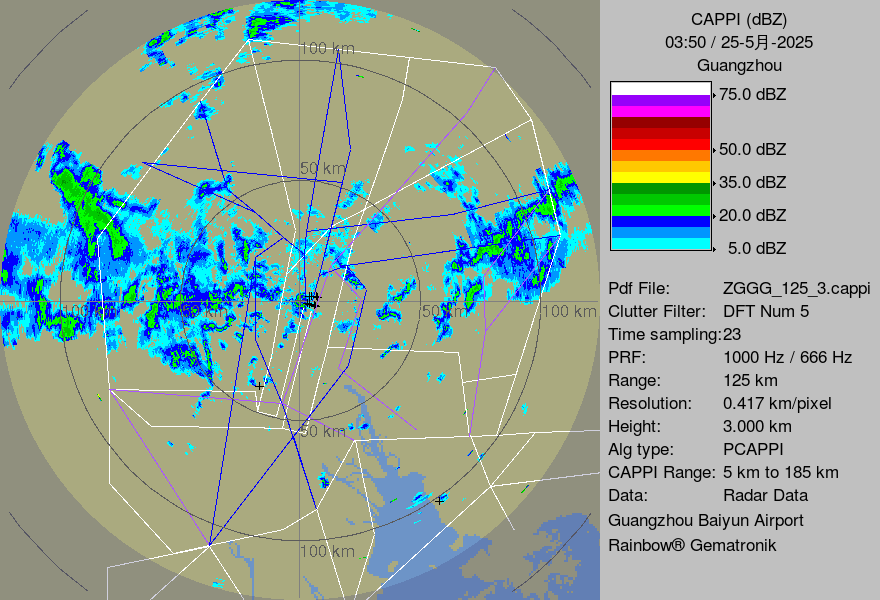 CAPPI (dBZ)
03:50 / 25-5月-2025
Guangzhou
75.0 dBZ
50.0 dBZ
35.0 dBZ
20.0 dBZ
5.0 dBZ
Pdf File: ZGGG_125_3.cappi
Clutter Filter: DFT Num 5
Time sampling:23
PRF: 1000 Hz / 666 Hz
Range: 125 km
Resolution: 0.417 km/pixel
Height: 3.000 km
Alg type: PCAPPI
CAPPI Range: 5 km to 185 km
Data: Radar Data
Guangzhou Baiyun Airport
Rainbow® Gematronik
100 km
50 km
100 km
50 km
100 km
50 km
100 km